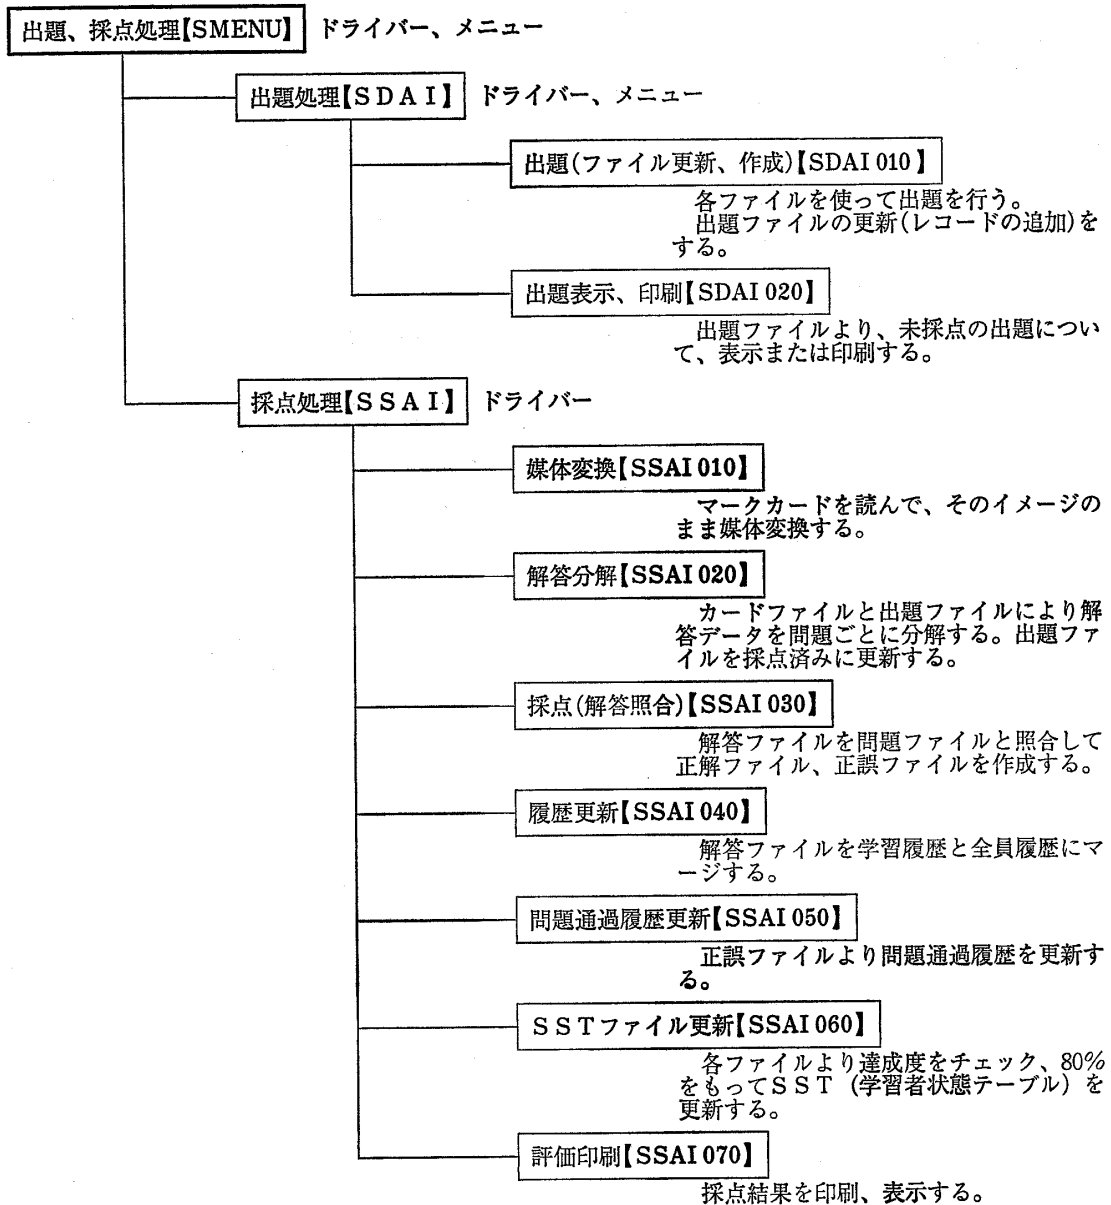 出題、採点処理【SMENU】 ドライバー、メニュー
出題処理【SDAI】 ドライバー、メニュー
出題(ファイル更新、作成)【SDAI 010】
各ファイルを使って出題を行う。
出題ファイルの更新(レコードの追加)を
する。
出題表示、印刷【SDAI 020】
出題ファイルより、未採点の出題につい
て、表示または印刷する。
採点処理【SSAI】 ドライバー
媒体変換【SSAI 010】
マークカードを読んで、そのイメージの
まま媒体変換する。
解答分解【SSAI 020】
カードファイルと出題ファイルにより解
答データを問題ごとに分解する。出題ファ
イルを採点済みに更新する。
採点(解答照合)【SSAI 030】
解答ファイルを問題ファイルと照合して
正解ファイル、正誤ファイルを作成する。
履歴更新【SSAI 040】
解答ファイルを学習履歴と全員履歴にマ
ージする。
問題通過履歴更新【SSAI 050】
正誤ファイルより問題通過履歴を更新す
る。
SSTファイル更新【SSAI 060】
各ファイルより達成度をチェック、80%
をもってSST(学習者状態テーブル)を
更新する。
評価印刷【SSAI 070】
採点結果を印刷、表示する。